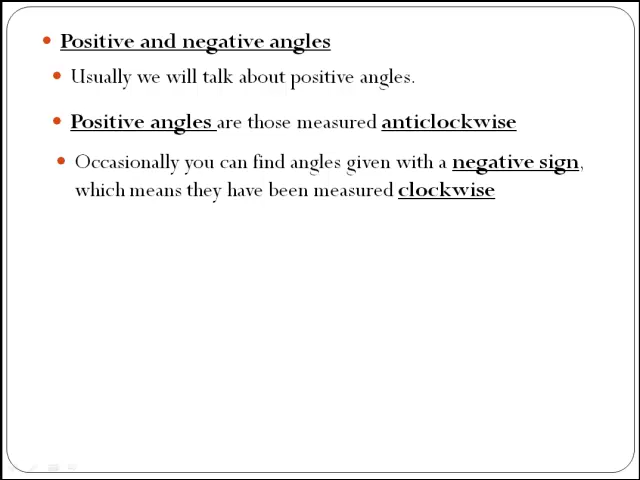 Positive and negative angles
Usually we will talk about positive angles.
Positive angles are those measured anticlockwise
Occasionally you can find angles given with a negative sign,
which means they have been measured clockwise